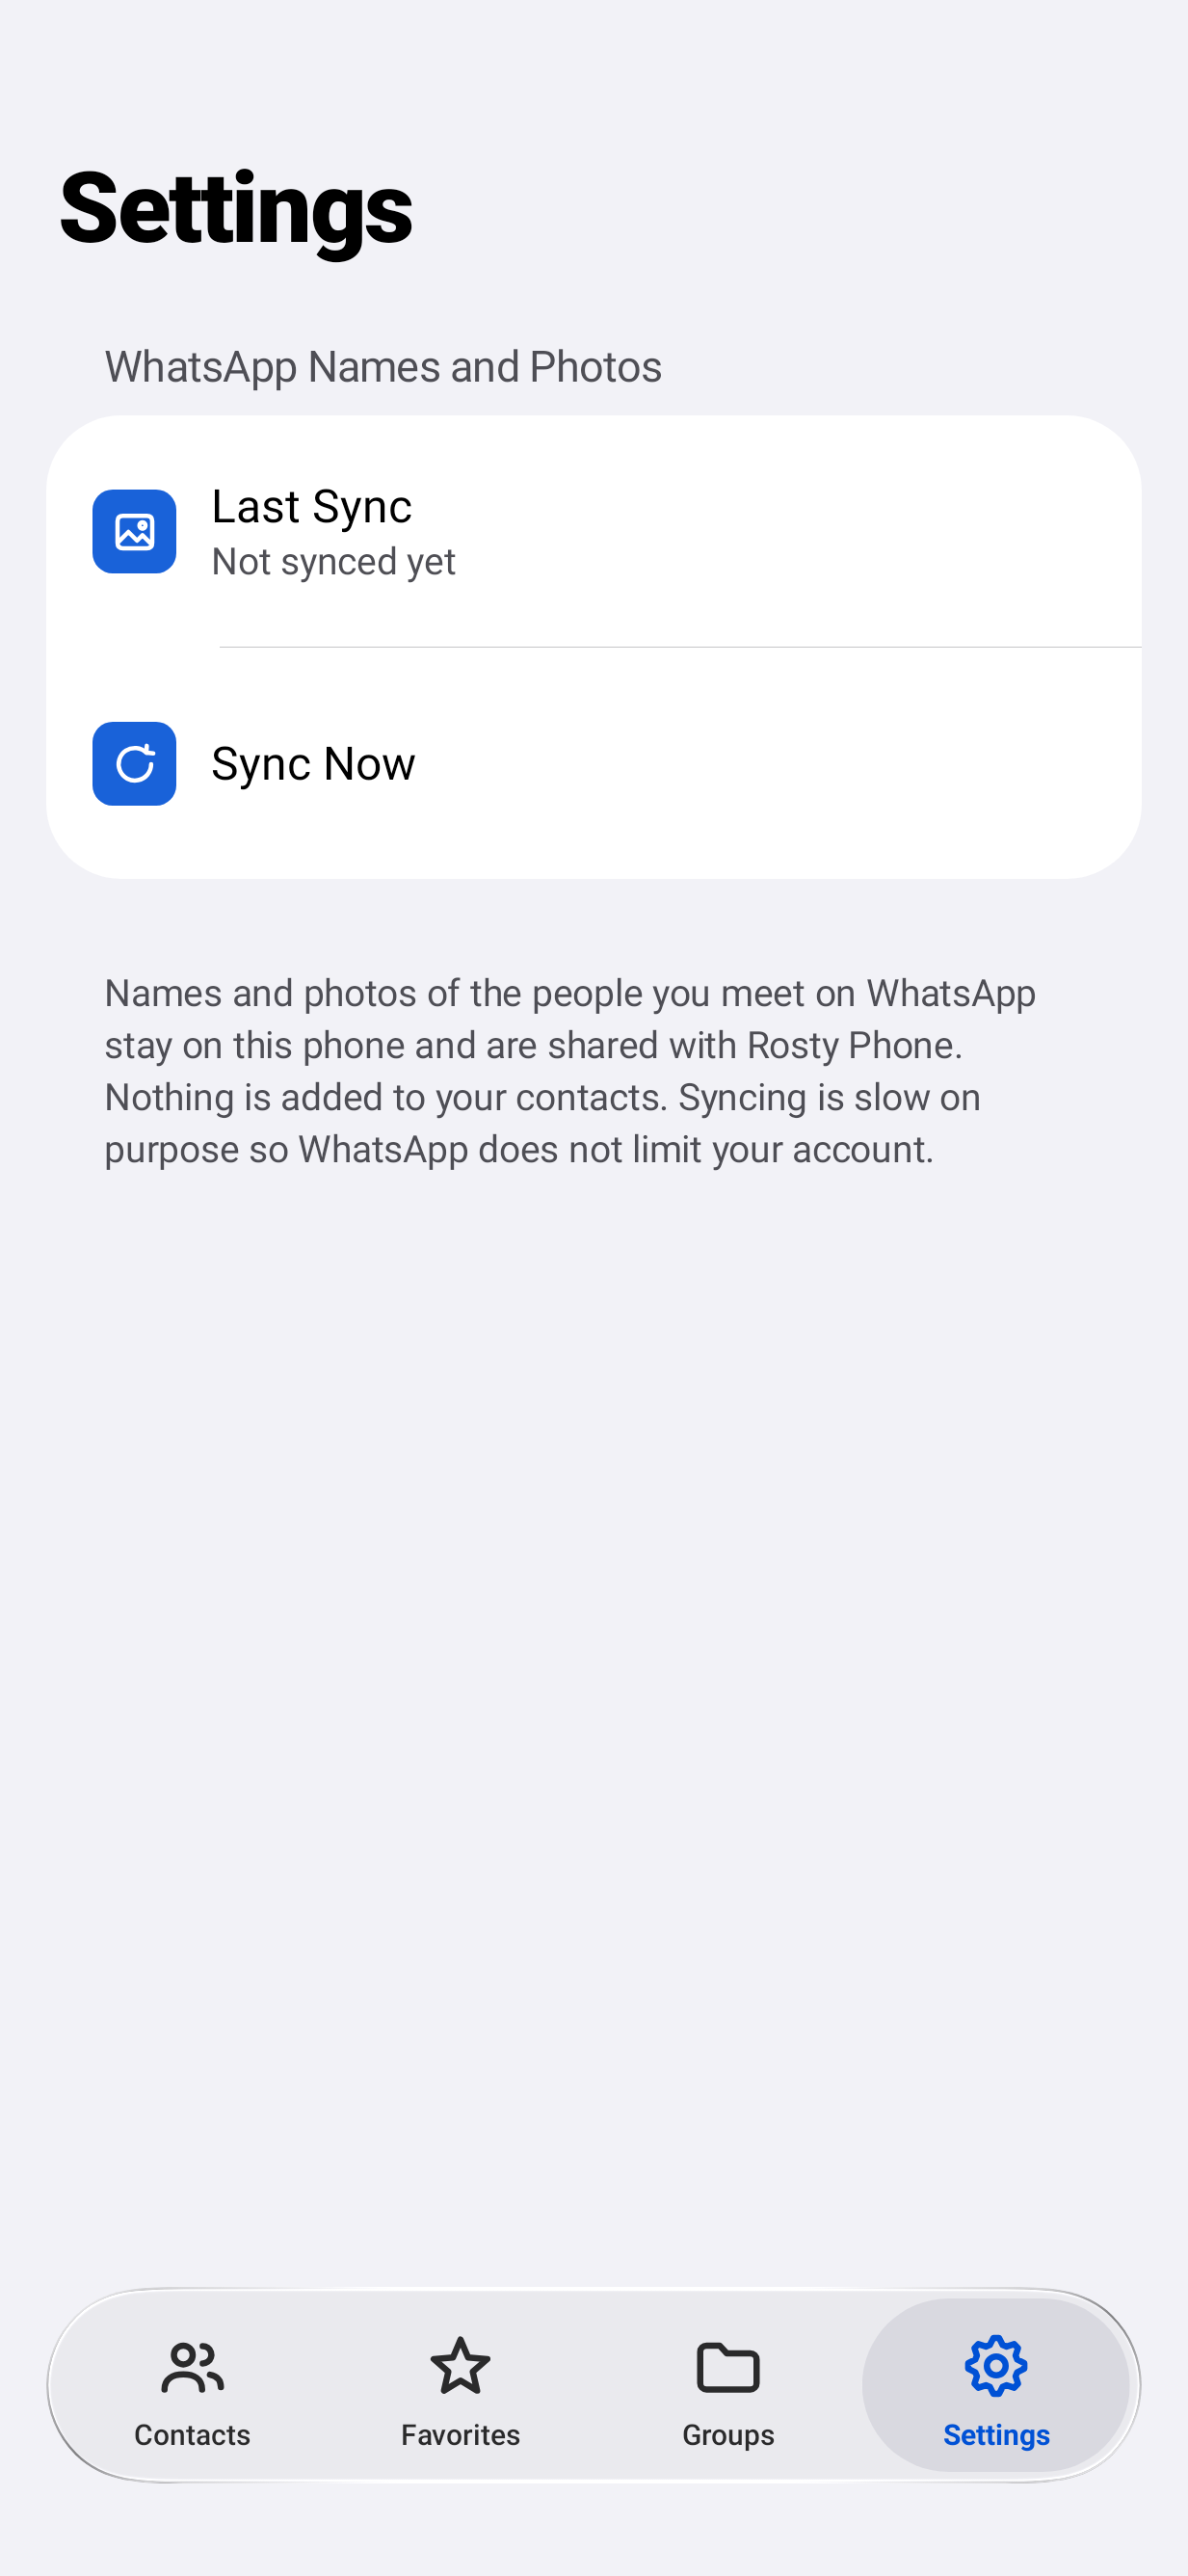 Settings
WhatsApp Names and Photos
Last Sync
Not synced yet
Sync Now
Names and photos of the people you meet on WhatsApp
stay on this phone and are shared with Rosty Phone.
Nothing is added to your contacts. Syncing is slow on
purpose so WhatsApp does not limit your account.
Contacts
Favorites
Groups
Settings